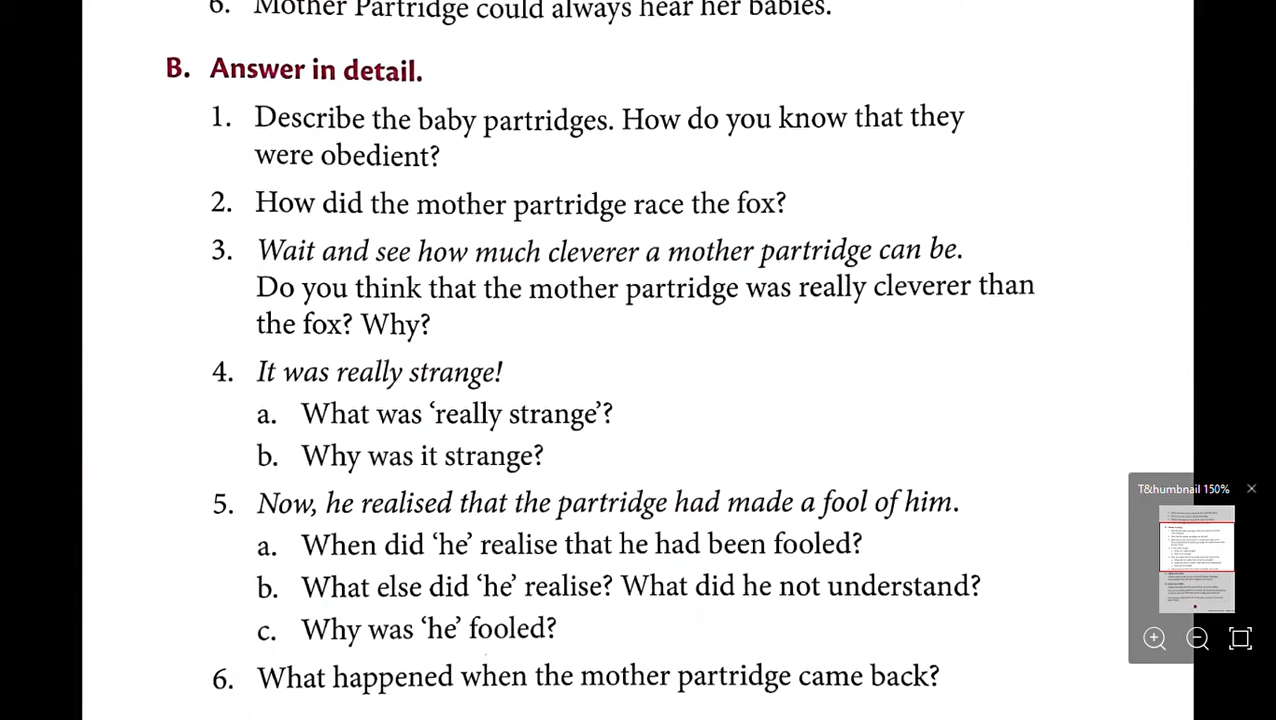 6. Mother Partridge could always hear her babies.
B. Answer in detail.
1. Describe the baby partridges. How do you know that they
were obedient?
2. How did the mother partridge race the fox?
3. Wait and see how much cleverer a mother partridge can be.
Do you think that the mother partridge was really cleverer than
the fox? Why?
4. It was really strange!
a. What was ‘really strange’?
b. Why was it strange?
5. Now, he realised that the partridge had made a fool of him.
a. When did ‘he’ realise that he had been fooled?
b. What else did ‘he’ realise? What did he not understand?
c. Why was ‘he’ fooled?
6. What happened when the mother partridge came back?
T&humbnail 150%